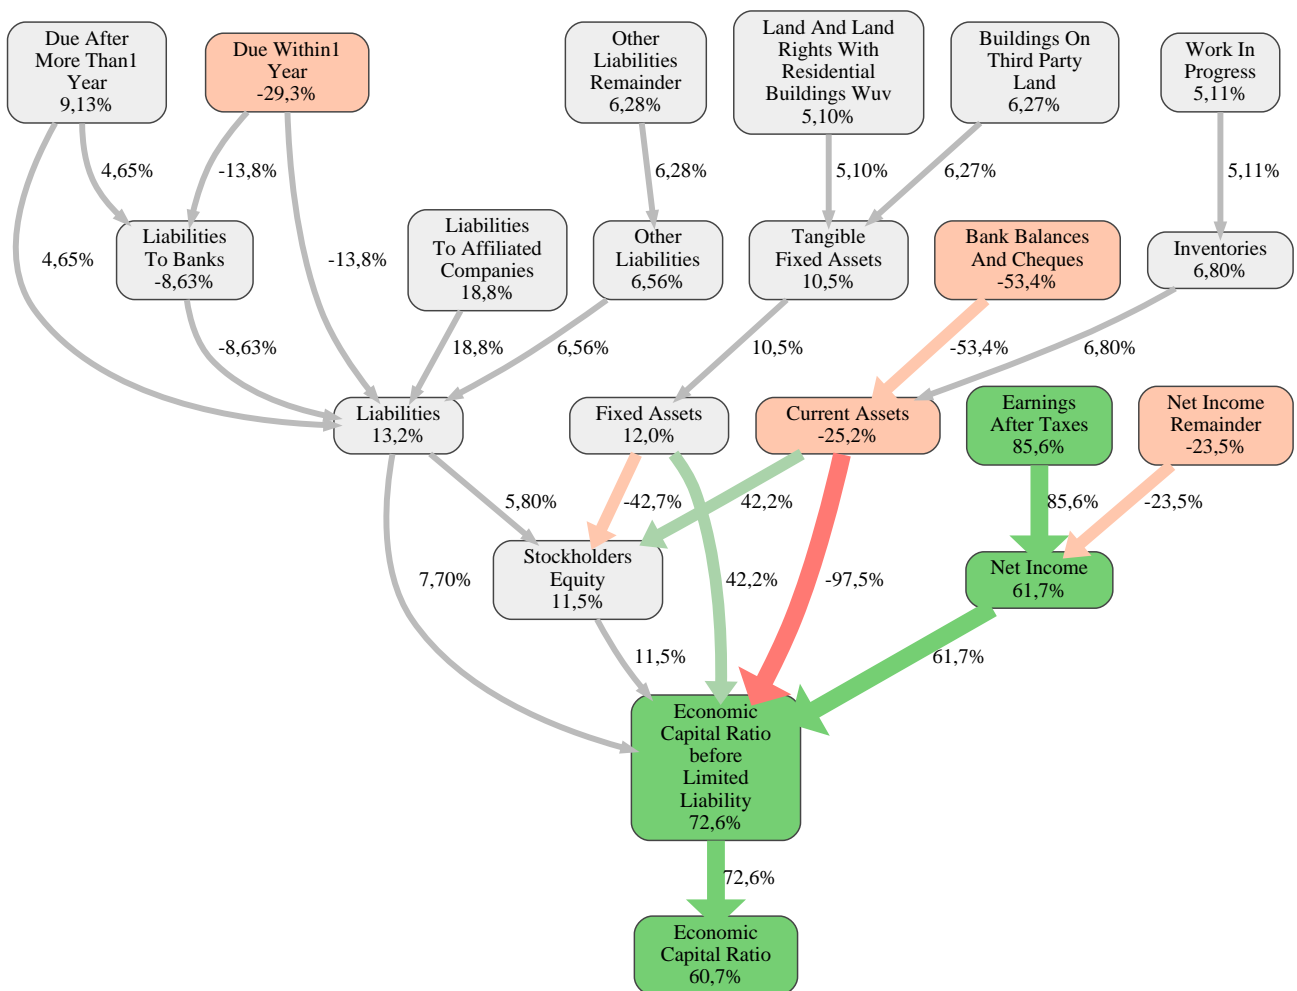 Due After
More Than1
Year
9,13%
Due Within1
Year
-29,3%
Other
Liabilities
Remainder
6,28%
Land And Land
Rights With
Residential
Buildings Wuv
5,10%
Buildings On
Third Party
Land
6,27%
Work In
Progress
5,11%
4,65%
-13,8%
6,28%
5,10%
6,27%
5,11%
Liabilities
To Banks
-8,63%
Liabilities
To Affiliated
Companies
18,8%
Other
Liabilities
6,56%
Tangible
Fixed Assets
10,5%
Bank Balances
And Cheques
-53,4%
Inventories
6,80%
4,65%
-13,8%
-8,63%
18,8%
6,56%
10,5%
-53,4%
6,80%
Liabilities
13,2%
Fixed Assets
12,0%
Current Assets
-25,2%
Earnings
After Taxes
85,6%
Net Income
Remainder
-23,5%
5,80%
-42,7%
42,2%
85,6%
-23,5%
Stockholders
Equity
11,5%
Net Income
61,7%
7,70%
42,2%
-97,5%
11,5%
61,7%
Economic
Capital Ratio
before
Limited
Liability
72,6%
72,6%
Economic
Capital Ratio
60,7%